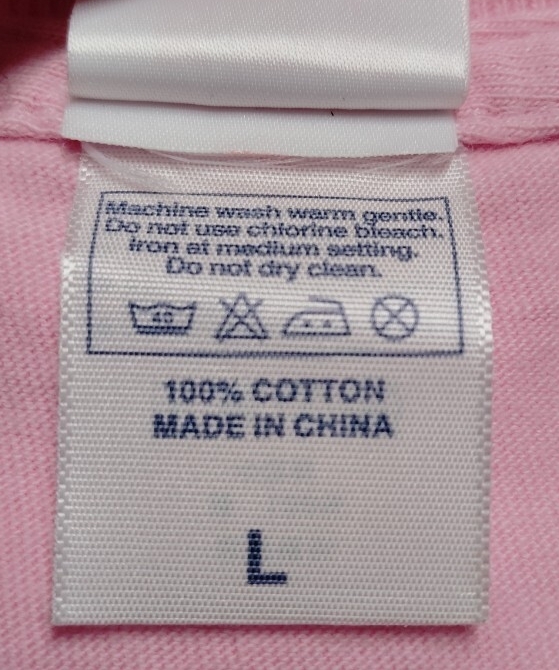 Machine wash warm gentle.
Do not use chlorine bleach.
Iron at medium setting.
Do not dry clean.
40
100% COTTON
MADE IN CHINA
L